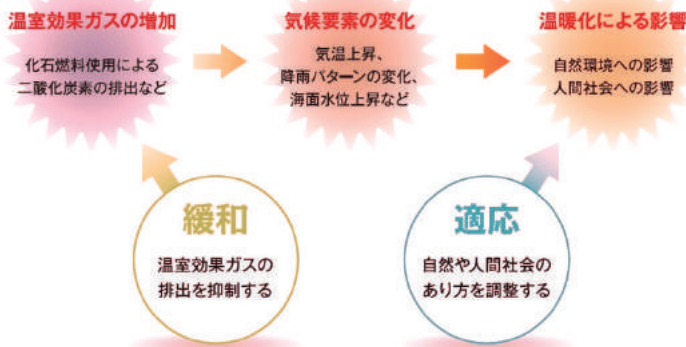 温室効果ガスの増加
化石燃料使用による
二酸化炭素の排出など
気候要素の変化
気温上昇、
降雨パターンの変化、
海面水位上昇など
温暖化による影響
自然環境への影響
人間社会への影響
緩和
温室効果ガスの
排出を抑制する
適応
自然や人間社会の
あり方を調整する